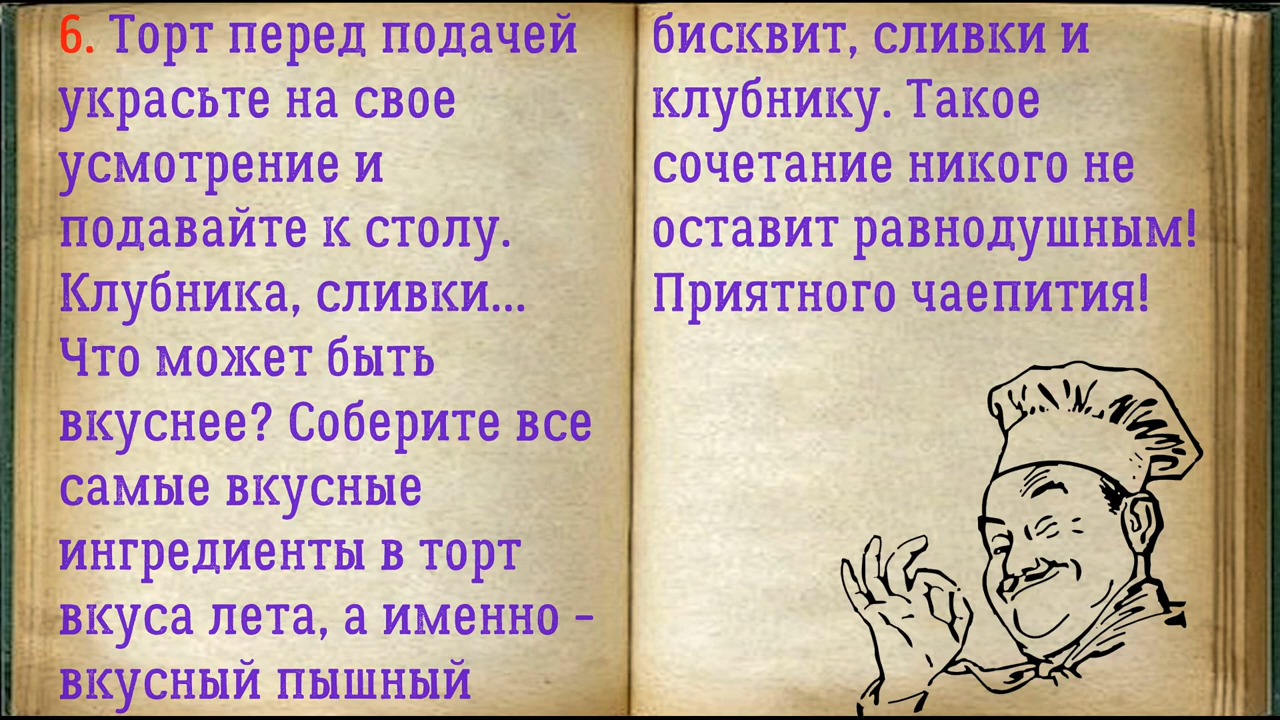 6. Торт перед подачей
украсьте на свое
усмотрение и
подавайте к столу.
Клубника, сливки...
Что может быть
вкуснее? Соберите все
самые вкусные
ингредиенты в торт
вкуса лета, а именно –
вкусный пышный
бисквит, сливки и
клубнику. Такое
сочетание никого не
оставит равнодушным!
Приятного чаепития!